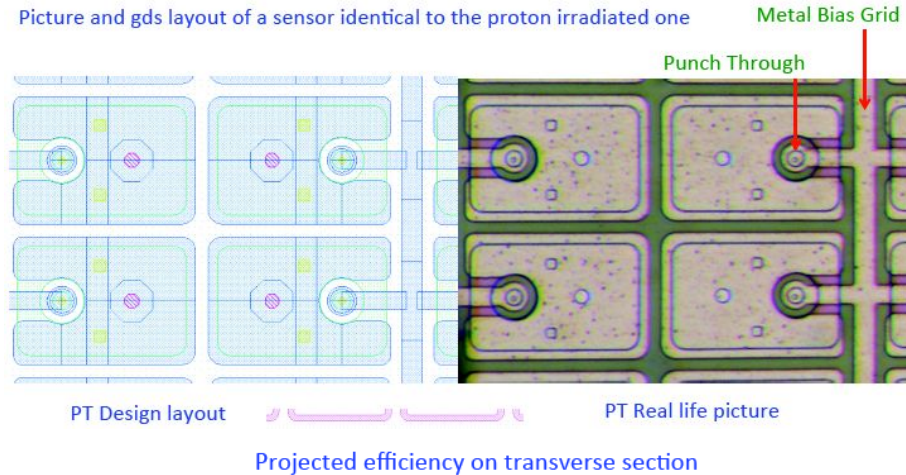 Picture and gds layout of a sensor identical to the proton irradiated one
Metal Bias Grid
Punch Through
PT Design layout
PT Real life picture
Projected efficiency on transverse section